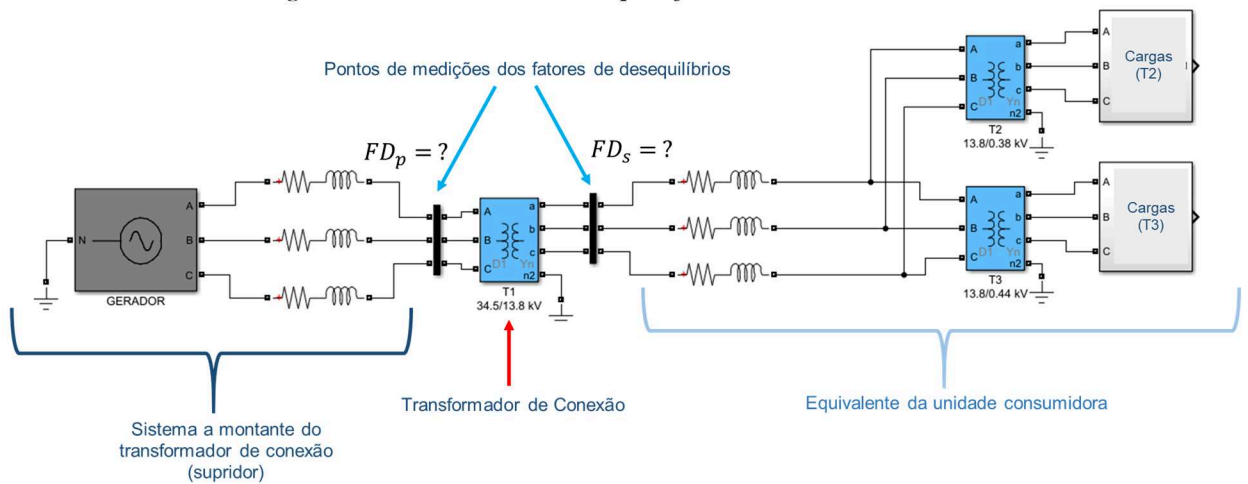 Pontos de medições dos fatores de desequilíbrios
FD_p = ?
FD_s = ?
N
A
B
C
GERADOR
A
B
C
D1
Yn
a
b
c
n2
T1
34.5/13.8 kV
A
B
C
D1
Yn
a
b
c
n2
T2
13.8/0.38 kV
A
B
C
Cargas
(T2)
A
B
C
D1
Yn
a
b
c
n2
T3
13.8/0.44 kV
A
B
C
Cargas
(T3)
Transformador de Conexão
Equivalente da unidade consumidora
Sistema a montante do
transformador de conexão
(supridor)